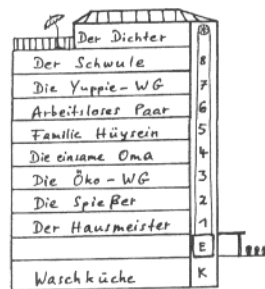 Der Dichter
Der Schwule 8
Die Yuppie-WG 7
Arbeitsloses Paar 6
Familie Hüysein 5
Die einsame Oma 4
Die Öko-WG 3
Die Spießer 2
Der Hausmeister 1
E
Waschküche K